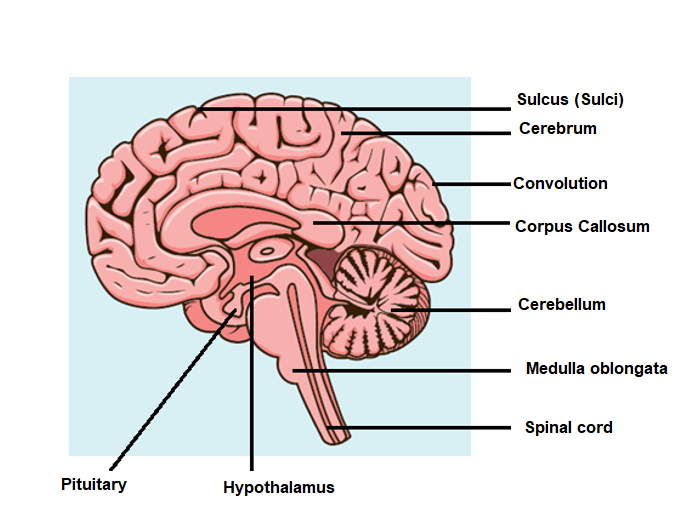 Sulcus (Sulci)
Cerebrum
Convolution
Corpus Callosum
Cerebellum
Medulla oblongata
Spinal cord
Pituitary
Hypothalamus